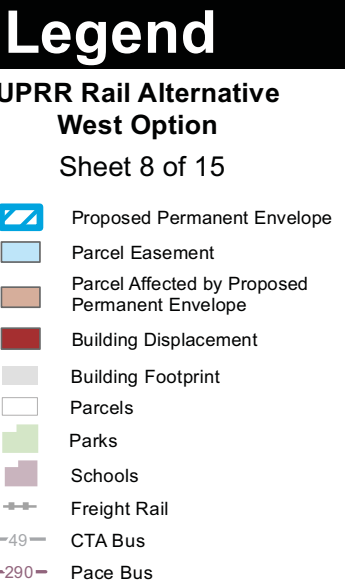 Legend
UPRR Rail Alternative
West Option
Sheet 8 of 15
Proposed Permanent Envelope
Parcel Easement
Parcel Affected by Proposed
Permanent Envelope
Building Displacement
Building Footprint
Parcels
Parks
Schools
Freight Rail
49 CTA Bus
290 Pace Bus